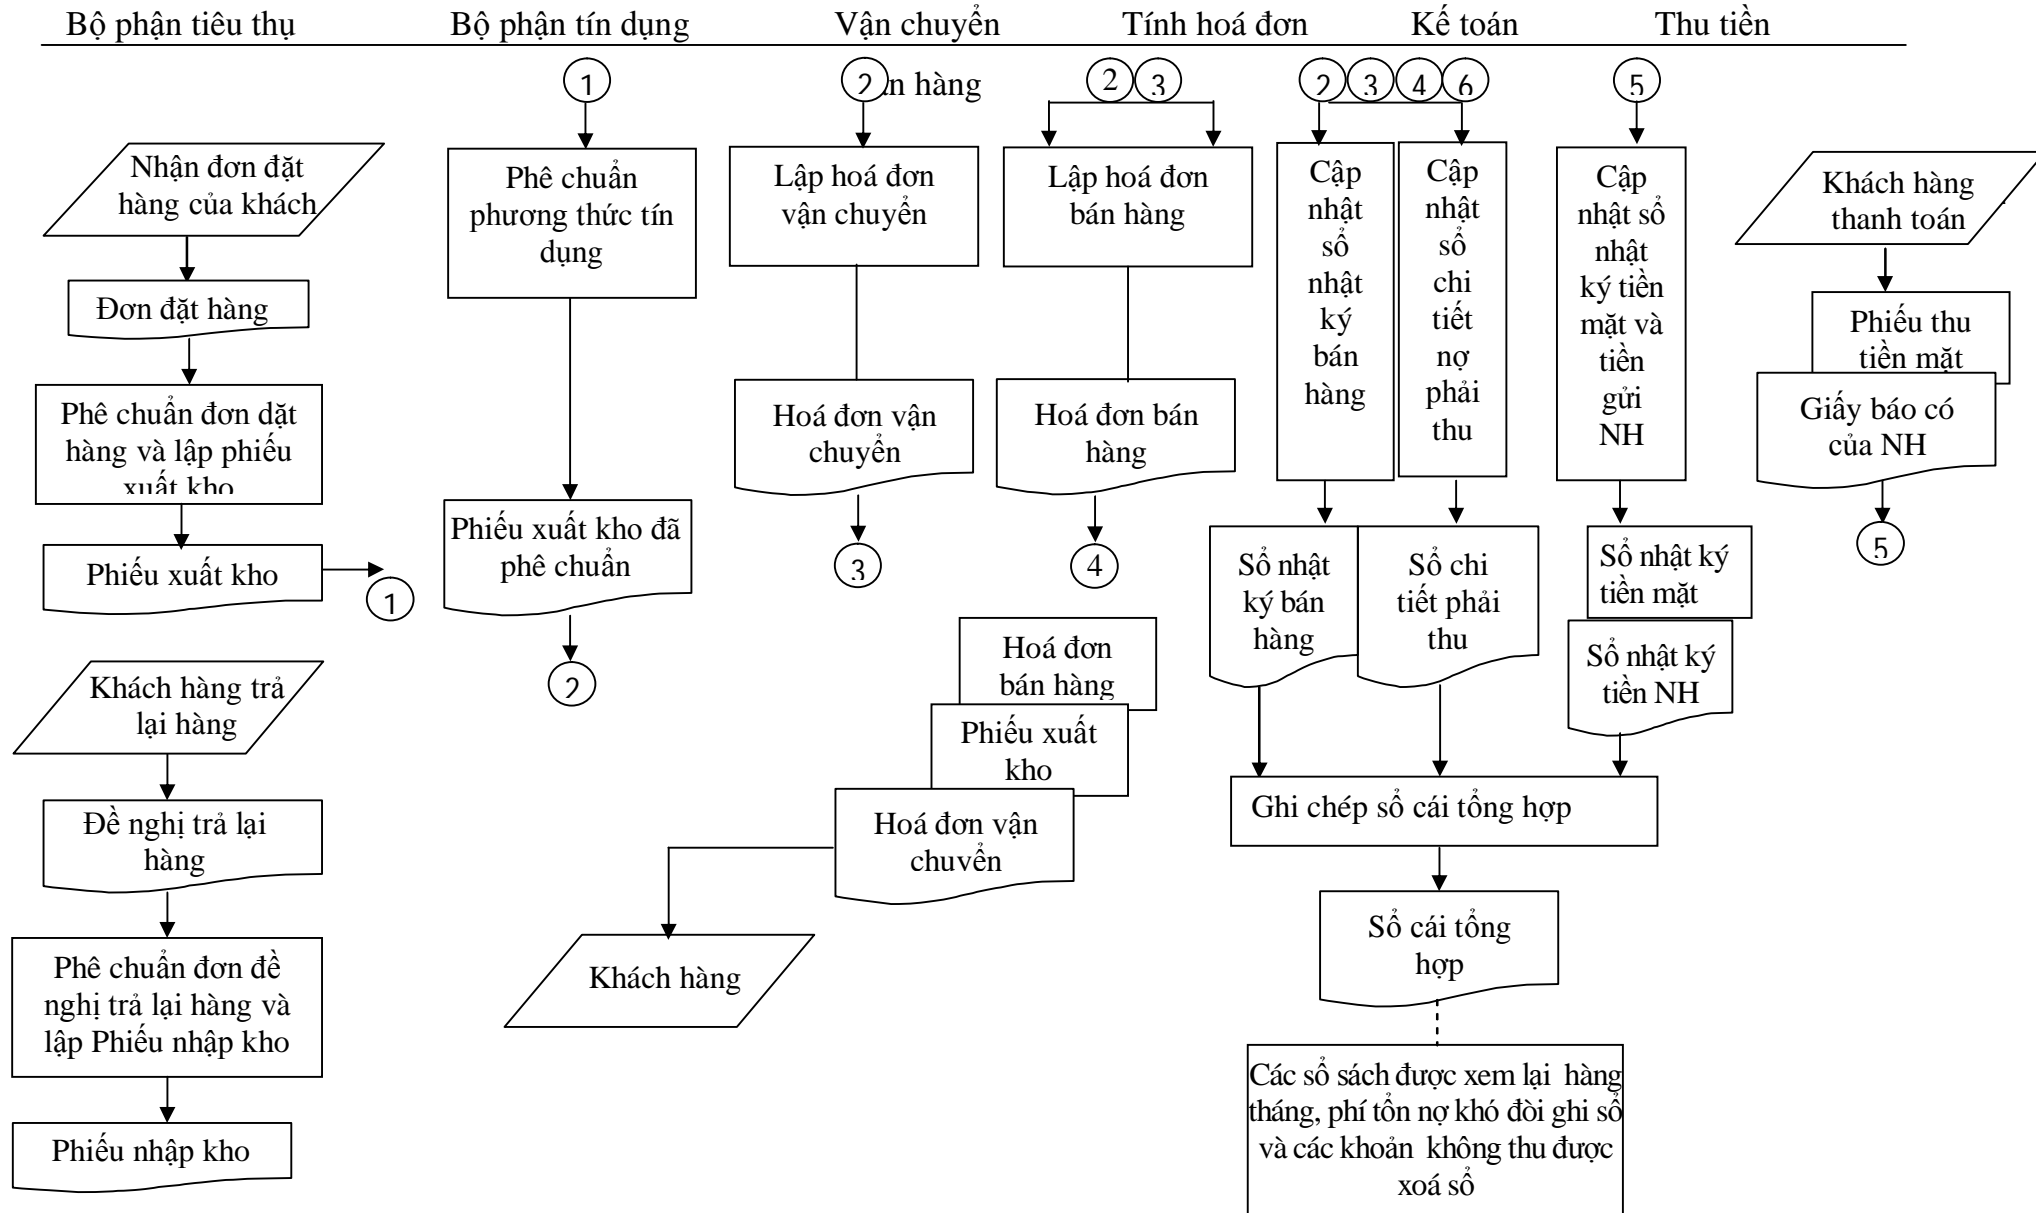 Bộ phận tiêu thụ
Bộ phận tín dụng
Vận chuyển
Tính hoá đơn
Kế toán
Thu tiền
1
2
n hàng
2
3
2
3
4
6
5
Nhận đơn đặt
hàng của khách
Đơn đặt hàng
Phê chuẩn đơn dặt
hàng và lập phiếu
xuất kho
Phiếu xuất kho
1
Khách hàng trả
lại hàng
Đề nghị trả lại
hàng
Phê chuẩn đơn đề
nghị trả lại hàng và
lập Phiếu nhập kho
Phiếu nhập kho
Phê chuẩn
phương thức tín
dụng
Phiếu xuất kho đã
phê chuẩn
2
Lập hoá đơn
vận chuyển
Hoá đơn vận
chuyển
3
Lập hoá đơn
bán hàng
Hoá đơn bán
hàng
4
Hoá đơn
bán hàng
Phiếu xuất
kho
Hoá đơn vận
chuyển
Khách hàng
Cập
nhật
sổ
nhật
ký
bán
hàng
Cập
nhật
sổ
chi
tiết
nợ
phải
thu
Cập
nhật sổ
nhật
ký tiền
mặt và
tiền
gửi
NH
Khách hàng
thanh toán
Phiếu thu
tiền mặt
Giấy báo có
của NH
5
Sổ nhật
ký bán
hàng
Sổ chi
tiết phải
thu
Sổ nhật ký
tiền mặt
Sổ nhật ký
tiền NH
Ghi chép sổ cái tổng hợp
Sổ cái tổng
hợp
Các sổ sách được xem lại hàng
tháng, phí tổn nợ khó đòi ghi sổ
và các khoản không thu được
xoá sổ